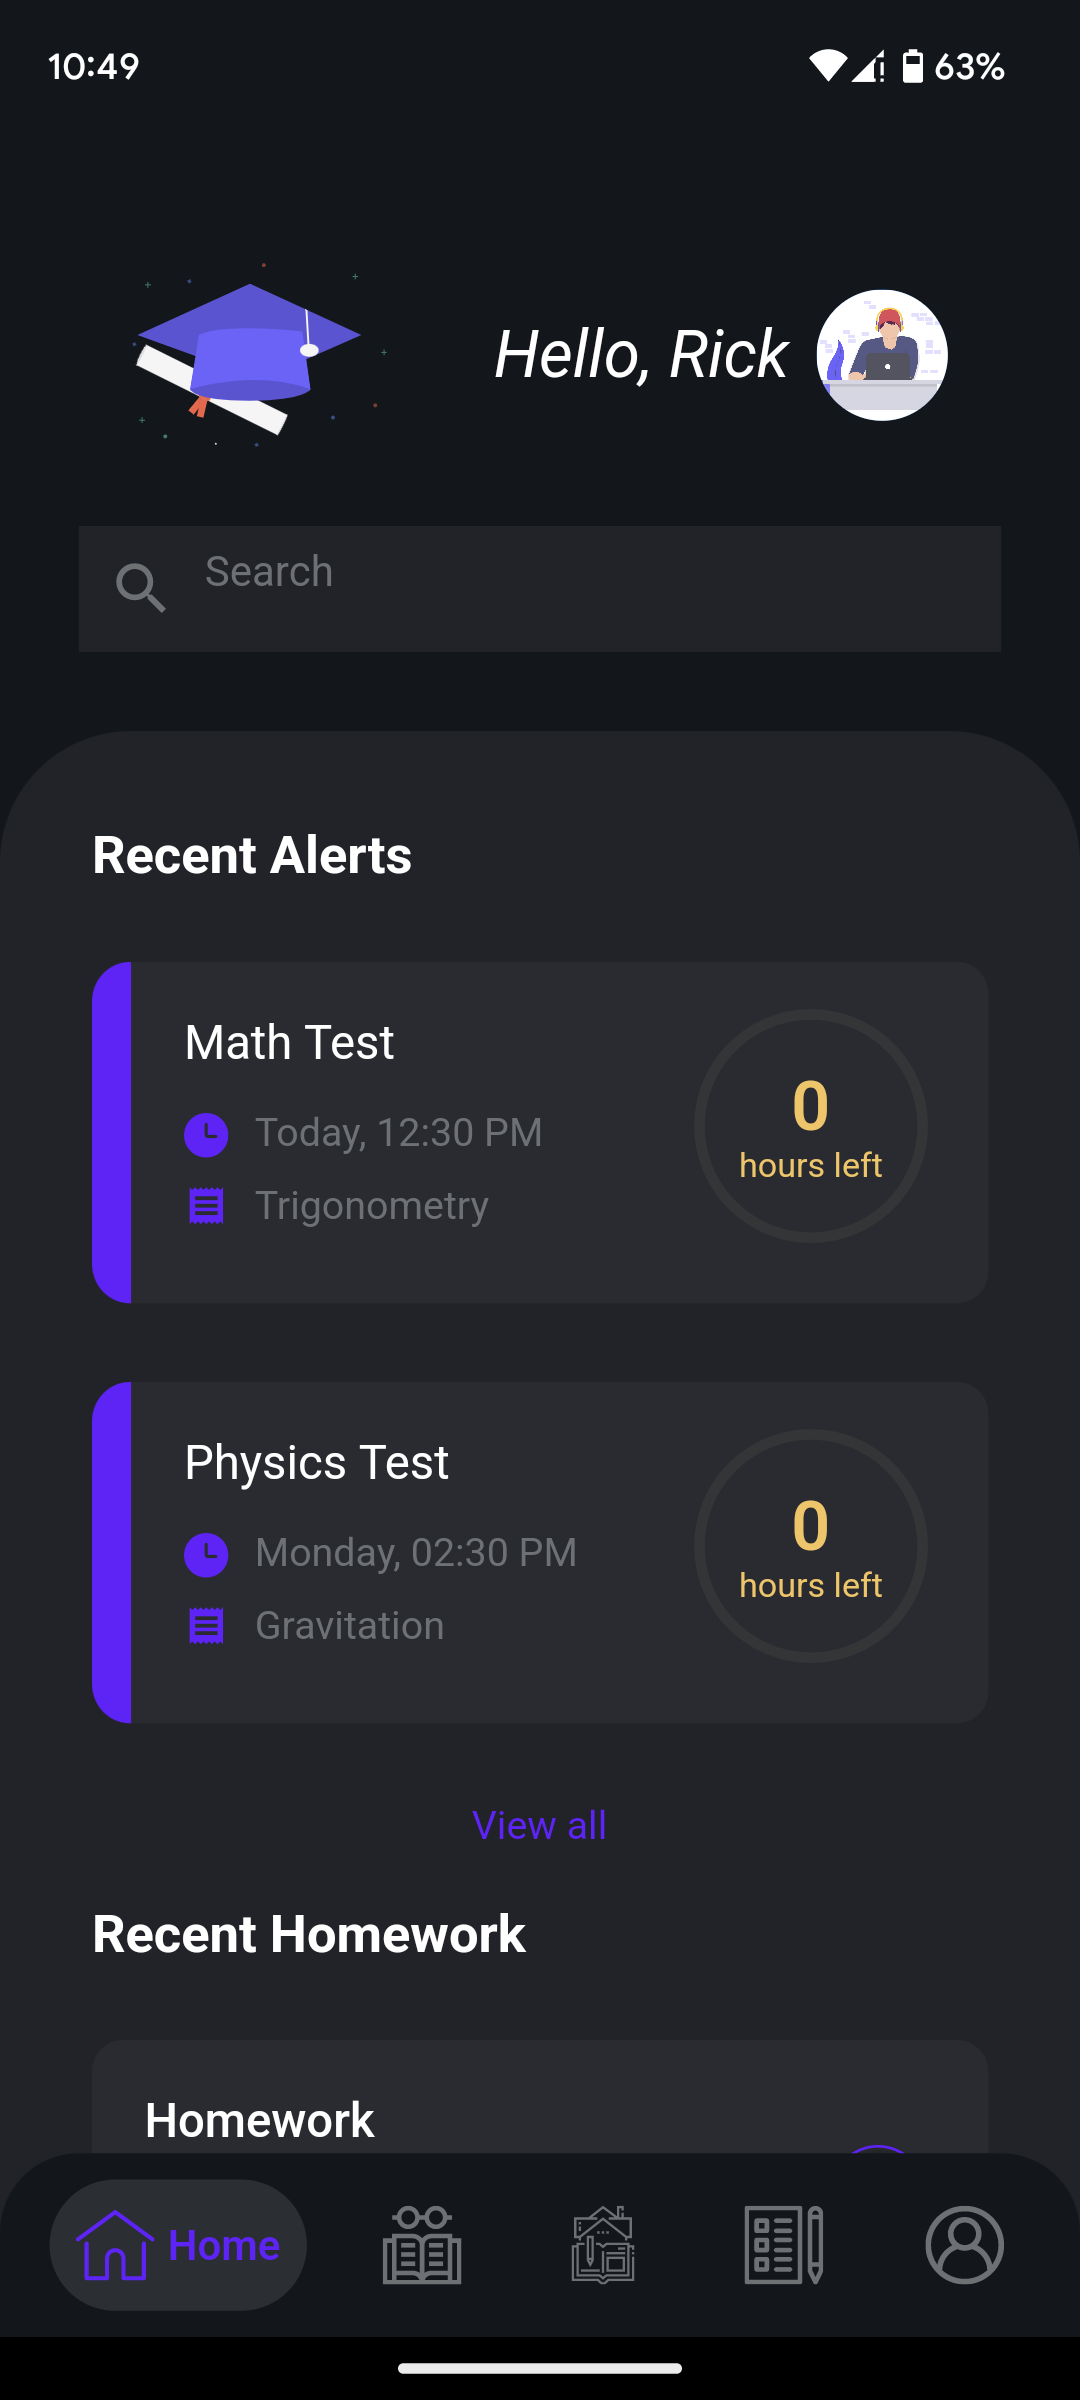 10:49
63%
Hello, Rick
Search
Recent Alerts
Math Test
Today, 12:30 PM
Trigonometry
0
hours left
Physics Test
Monday, 02:30 PM
Gravitation
0
hours left
View all
Recent Homework
Homework
Home